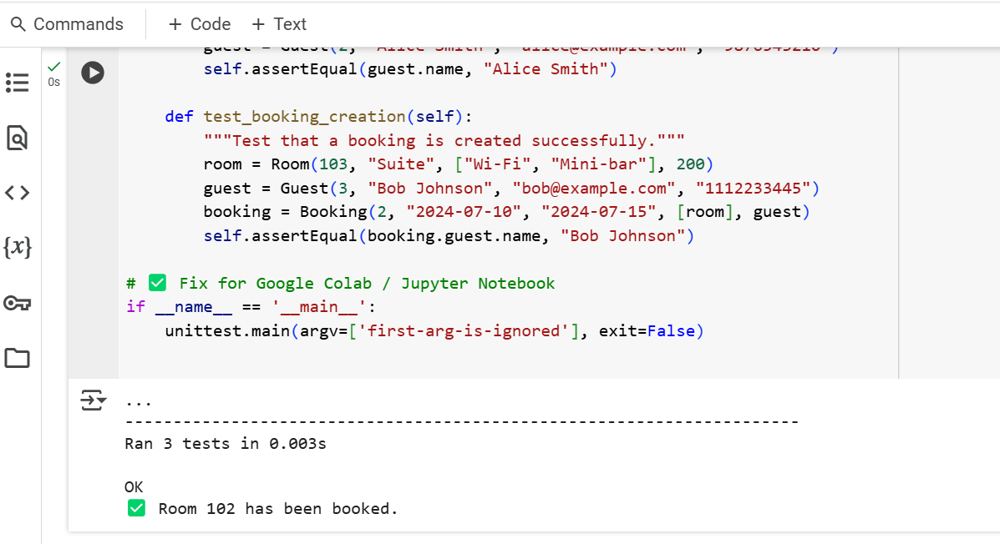 Commands + Code + Text
guest = Guest(2, "Alice Smith", "alice@example.com", "9876543210")
0s
self.assertEqual(guest.name, "Alice Smith")
def test_booking_creation(self):
"""Test that a booking is created successfully."""
room = Room(103, "Suite", ["Wi-Fi", "Mini-bar"], 200)
guest = Guest(3, "Bob Johnson", "bob@example.com", "1112233445")
booking = Booking(2, "2024-07-10", "2024-07-15", [room], guest)
self.assertEqual(booking.guest.name, "Bob Johnson")
# ✅ Fix for Google Colab / Jupyter Notebook
if __name__ == '__main__':
unittest.main(argv=['first-arg-is-ignored'], exit=False)
...
----------------------------------------------------------------------
Ran 3 tests in 0.003s
OK
✅ Room 102 has been booked.